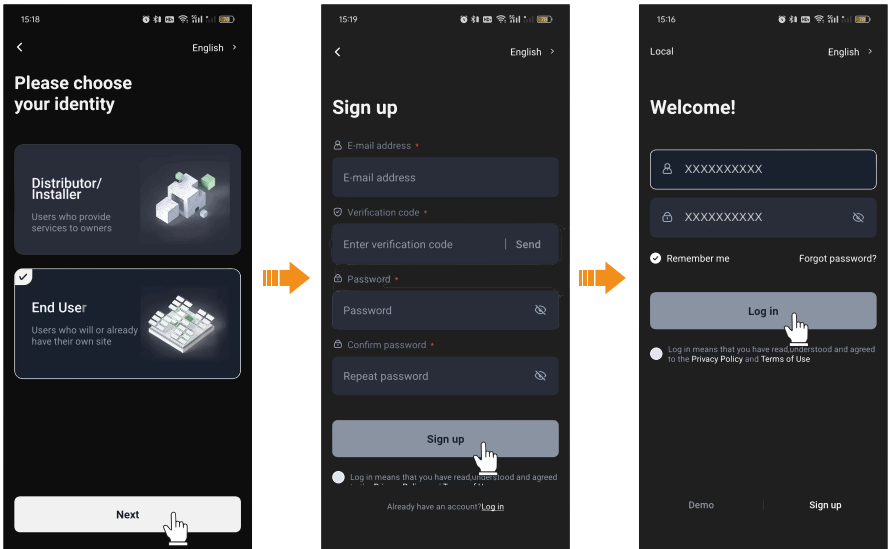 15:18
English
Please choose
your identity
Distributor/
Installer
Users who provide
services to owners
End User
Users who will or already
have their own site
Next
15:19
English
Sign up
E-mail address *
E-mail address
Verification code *
Enter verification code | Send
Password *
Password
Confirm password *
Repeat password
Sign up
Log in means that you have read,understood and agreed
Already have an account?Log in
15:16
Local
English
Welcome!
XXXXXXXXXX
XXXXXXXXXX
Remember me
Forgot password?
Log in
Log in means that you have read,understood and agreed
to the Privacy Policy and Terms of Use
Demo
Sign up